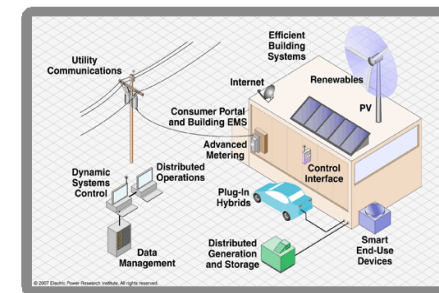 Efficient
Building
Systems
Utility
Communications
Internet
Renewables
PV
Consumer Portal
and Building EMS
Advanced
Metering
Control
Interface
Dynamic
Systems
Control
Distributed
Operations
Plug-In
Hybrids
Data
Management
Distributed
Generation
and Storage
Smart
End-Use
Devices
© 2007 Electric Power Research Institute, All rights reserved.